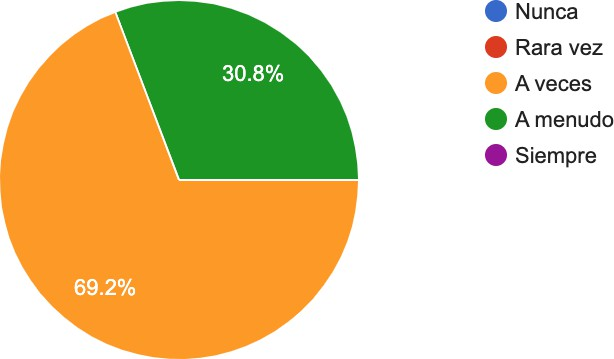 30.8%
69.2%
Nunca
Rara vez
A veces
A menudo
Siempre